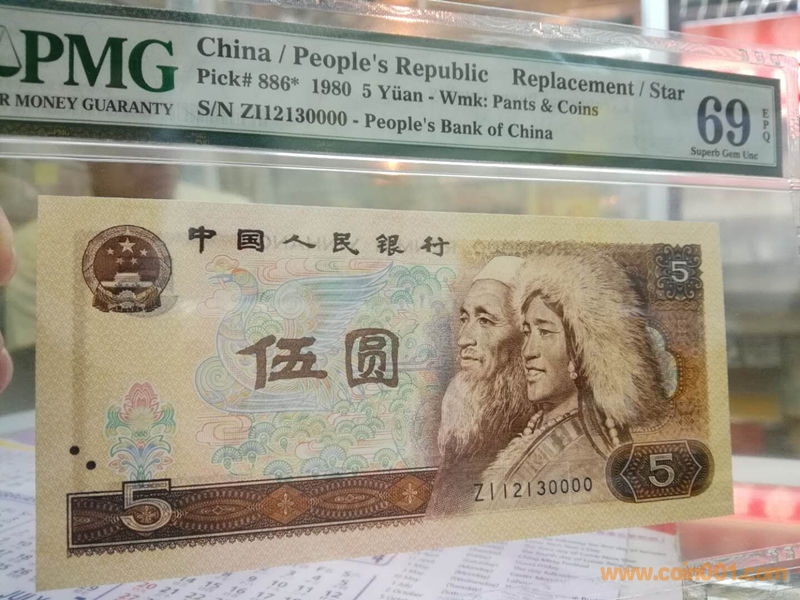 PMG
R MONEY GUARANTY
China / People's Republic Replacement / Star
Pick# 886* 1980 5 Yüan - Wmk: Pants & Coins
S/N ZI12130000 - People's Bank of China
69
EPQ
Superb Gem Unc
中国人民银行
5
伍圆
5
ZI12130000
5
www.coin001.com